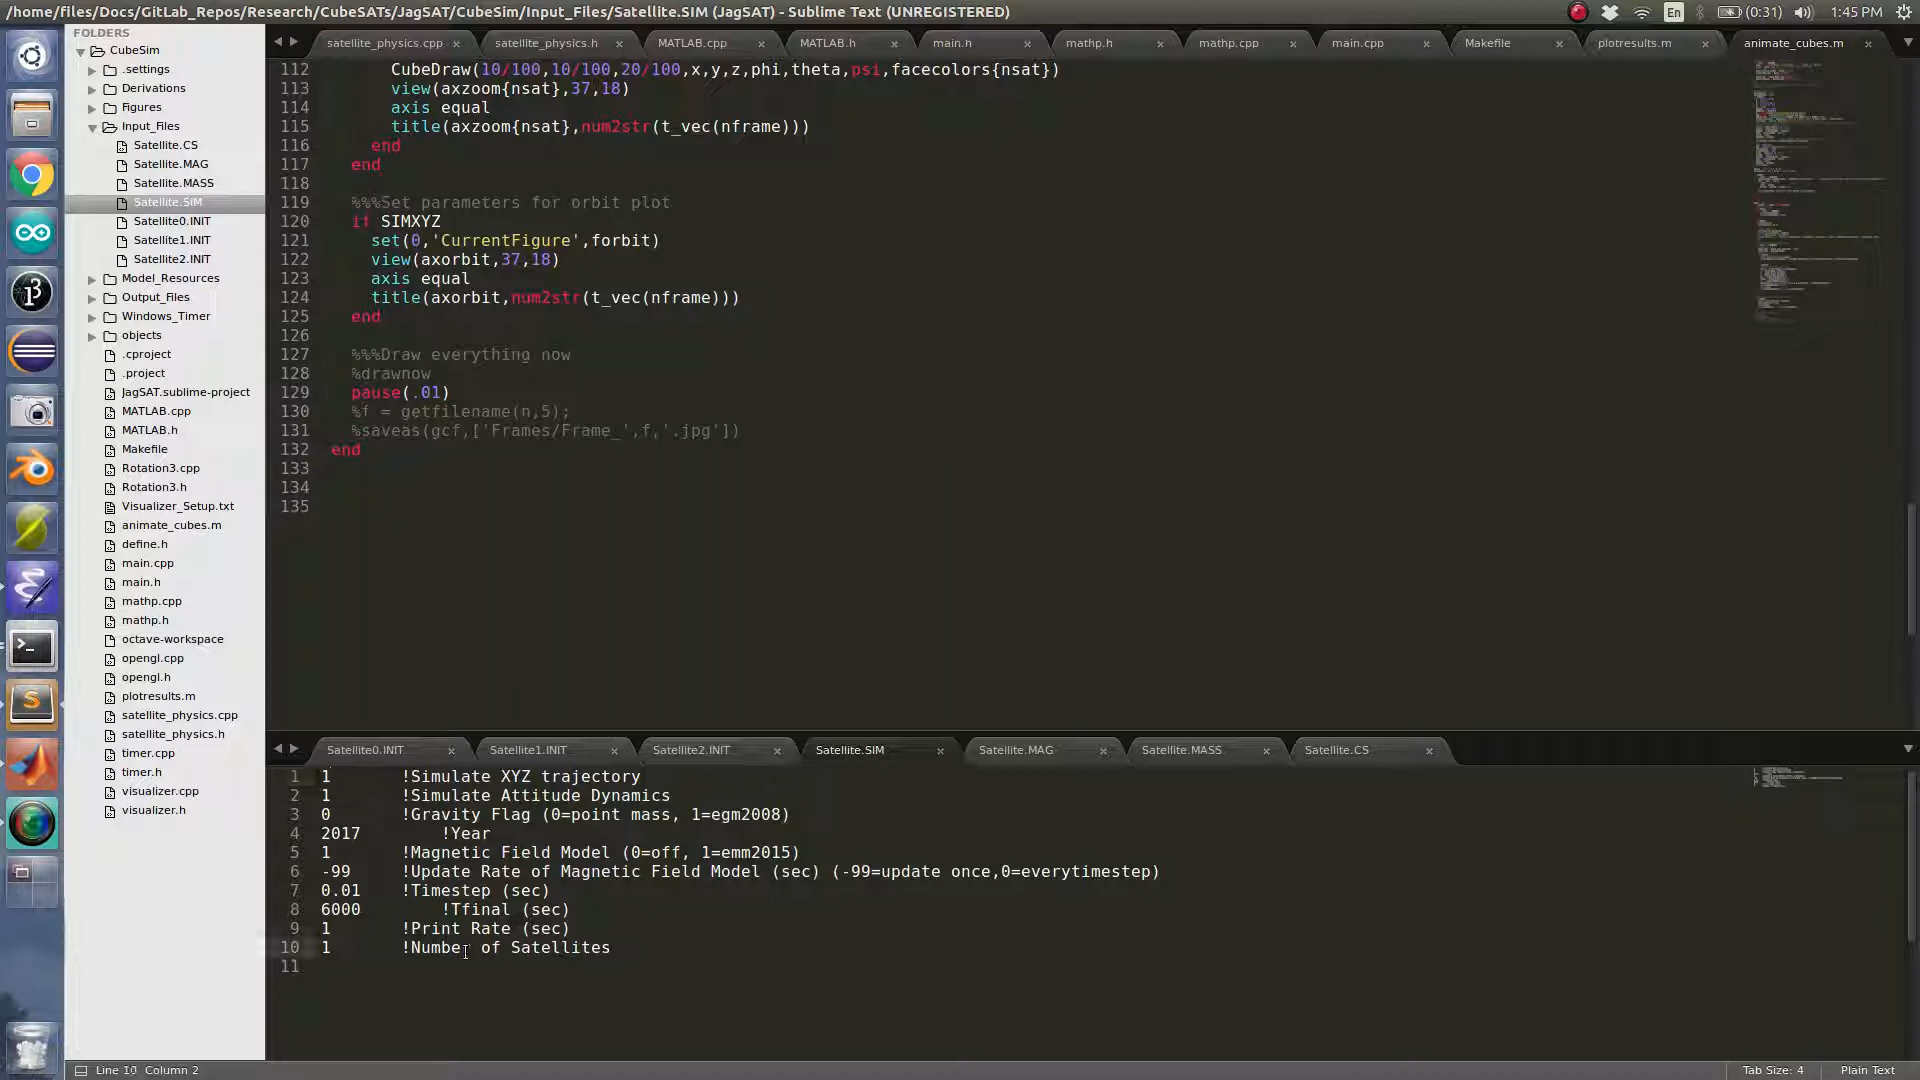 /home/files/Docs/GitLab_Repos/Research/CubeSATs/JagSAT/CubeSim/Input_Files/Satellite.SIM (JagSAT) - Sublime Text (UNREGISTERED)
En
(0:31)
1:45 PM
FOLDERS
CubeSim
.settings
Derivations
Figures
Input_Files
Satellite.CS
Satellite.MAG
Satellite.MASS
Satellite.SIM
Satellite0.INIT
Satellite1.INIT
Satellite2.INIT
Model_Resources
Output_Files
Windows_Timer
objects
.cproject
.project
JagSAT.sublime-project
MATLAB.cpp
MATLAB.h
Makefile
Rotation3.cpp
Rotation3.h
Visualizer_Setup.txt
animate_cubes.m
define.h
main.cpp
main.h
mathp.cpp
mathp.h
octave-workspace
opengl.cpp
opengl.h
plotresults.m
satellite_physics.cpp
satellite_physics.h
timer.cpp
timer.h
visualizer.cpp
visualizer.h
satellite_physics.cpp
satellite_physics.h
MATLAB.cpp
MATLAB.h
main.h
mathp.h
mathp.cpp
main.cpp
Makefile
plotresults.m
animate_cubes.m
112 CubeDraw(10/100,10/100,20/100,x,y,z,phi,theta,psi,facecolors{nsat})
113 view(axzoom{nsat},37,18)
114 axis equal
115 title(axzoom{nsat},num2str(t_vec(nframe)))
116 end
117 end
118
119 %%%Set parameters for orbit plot
120 if SIMXYZ
121 set(0,'CurrentFigure',forbit)
122 view(axorbit,37,18)
123 axis equal
124 title(axorbit,num2str(t_vec(nframe)))
125 end
126
127 %%%Draw everything now
128 %drawnow
129 pause(.01)
130 %f = getfilename(n,5);
131 %saveas(gcf,['Frames/Frame_',f,'.jpg'])
132 end
133
134
135
Satellite0.INIT
Satellite1.INIT
Satellite2.INIT
Satellite.SIM
Satellite.MAG
Satellite.MASS
Satellite.CS
1 1 !Simulate XYZ trajectory
2 1 !Simulate Attitude Dynamics
3 0 !Gravity Flag (0=point mass, 1=egm2008)
4 2017 !Year
5 1 !Magnetic Field Model (0=off, 1=emm2015)
6 -99 !Update Rate of Magnetic Field Model (sec) (-99=update once,0=everytimestep)
7 0.01 !Timestep (sec)
8 6000 !Tfinal (sec)
9 1 !Print Rate (sec)
10 1 !Number of Satellites
11
Line 10 Column 2
Tab Size: 4
Plain Text